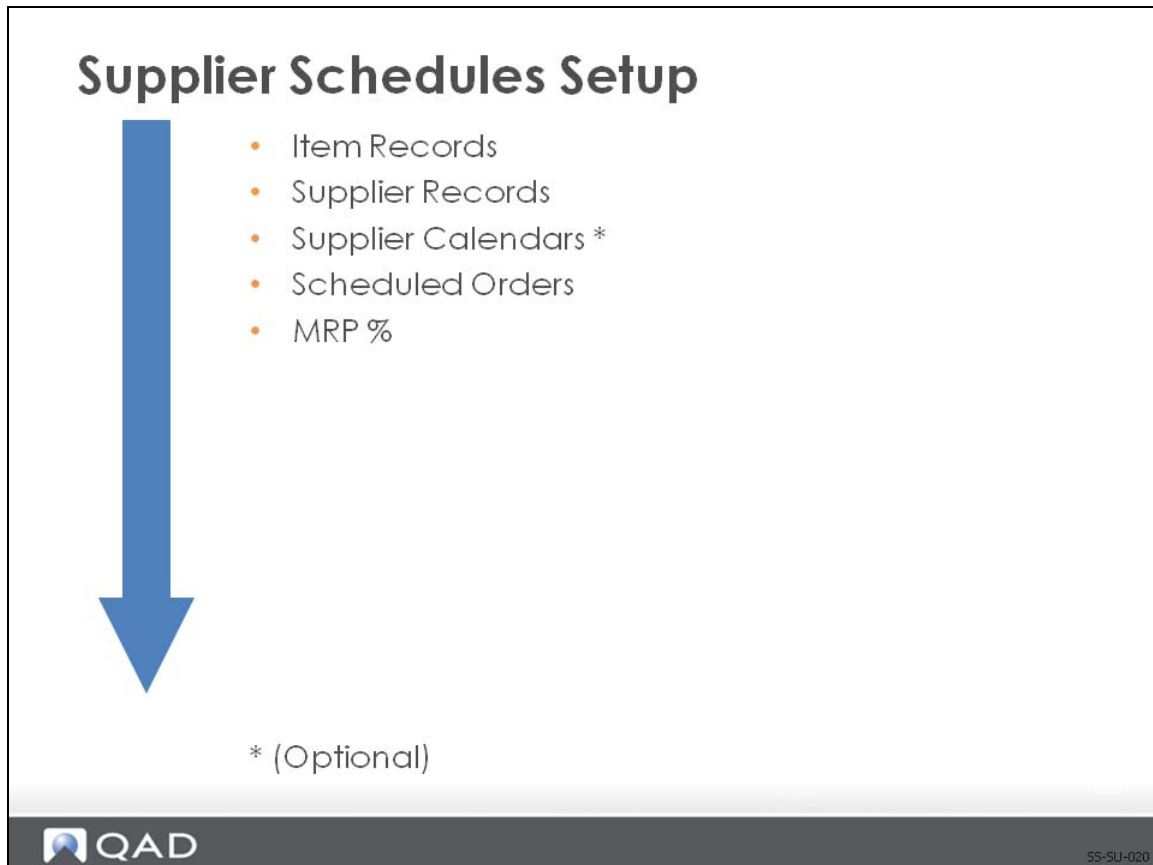 Supplier Schedules Setup
• Item Records
• Supplier Records
• Supplier Calendars *
• Scheduled Orders
• MRP %
* (Optional)
QAD
SS-SU-020